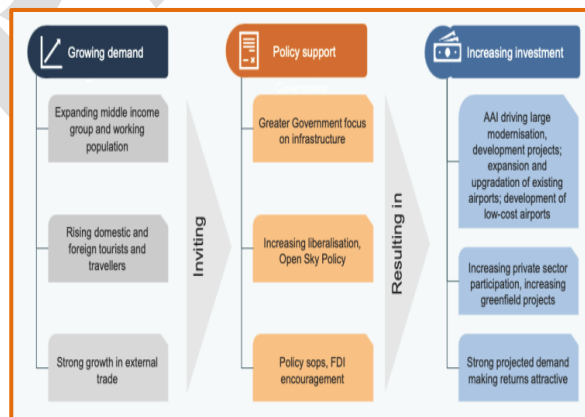 Growing demand
Expanding middle income
group and working
population
Rising domestic and
foreign tourists and
travellers
Strong growth in external
trade
Inviting
Policy support
Greater Government focus
on infrastructure
Increasing liberalisation,
Open Sky Policy
Policy sops, FDI
encouragement
Resulting in
Increasing investment
AAI driving large
modernisation,
development projects;
expansion and
upgradation of existing
airports; development of
low-cost airports
Increasing private sector
participation, increasing
greenfield projects
Strong projected demand
making returns attractive